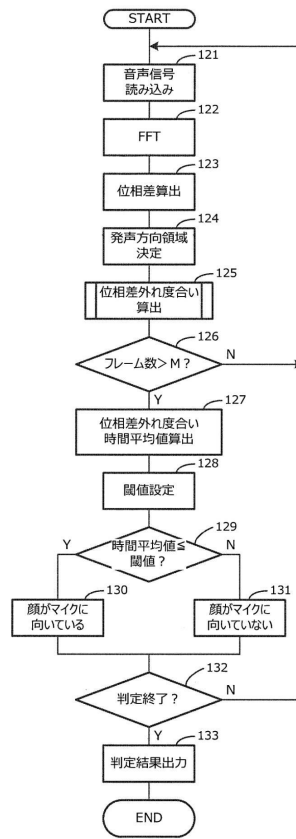 START
121
音声信号
読み込み
122
FFT
123
位相差算出
124
発声方向領域
決定
125
位相差外れ度合い
算出
126
フレーム数>M?
N
Y
127
位相差外れ度合い
時間平均値算出
128
閾値設定
129
Y
時間平均値≦
閾値?
N
130
顔がマイクに
向いている
131
顔がマイクに
向いていない
132
判定終了?
N
Y
133
判定結果出力
END